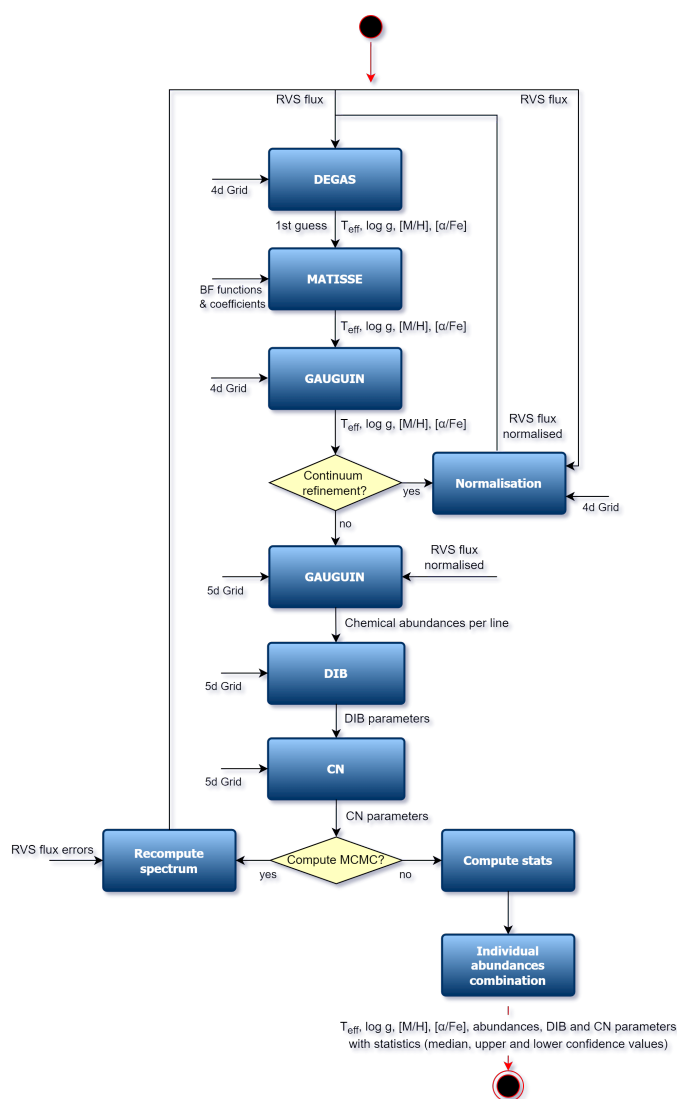 RVS flux
RVS flux
DEGAS
4d Grid
1st guess
Teff, log g, [M/H], [α/Fe]
MATISSE
BF functions
& coefficients
Teff, log g, [M/H], [α/Fe]
GAUGUIN
4d Grid
Teff, log g, [M/H], [α/Fe]
RVS flux
normalised
Continuum
refinement?
yes
Normalisation
4d Grid
no
RVS flux
normalised
GAUGUIN
5d Grid
Chemical abundances per line
DIB
5d Grid
DIB parameters
CN
5d Grid
CN parameters
RVS flux errors
Recompute
spectrum
yes
Compute MCMC?
no
Compute stats
Individual
abundances
combination
Teff, log g, [M/H], [α/Fe], abundances, DIB and CN parameters
with statistics (median, upper and lower confidence values)